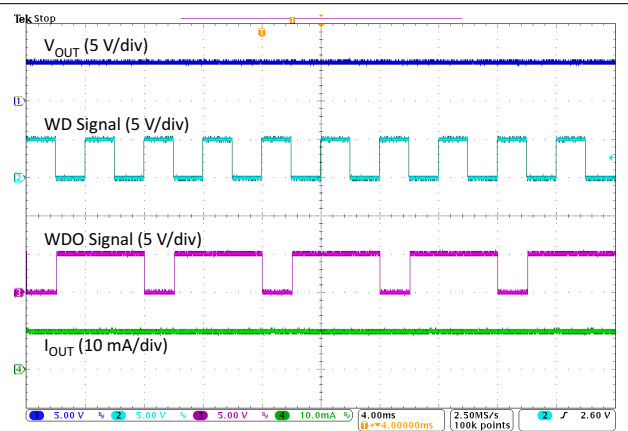 Tek Stop
T
T
V_OUT (5 V/div)
1
WD Signal (5 V/div)
2
WDO Signal (5 V/div)
3
I_OUT (10 mA/div)
4
1 5.00 V 2 5.00 V 3 5.00 V 4 10.0mA 4.00ms 2.50MS/s 2 2.60 V
T→▼4.00000ms 100k points